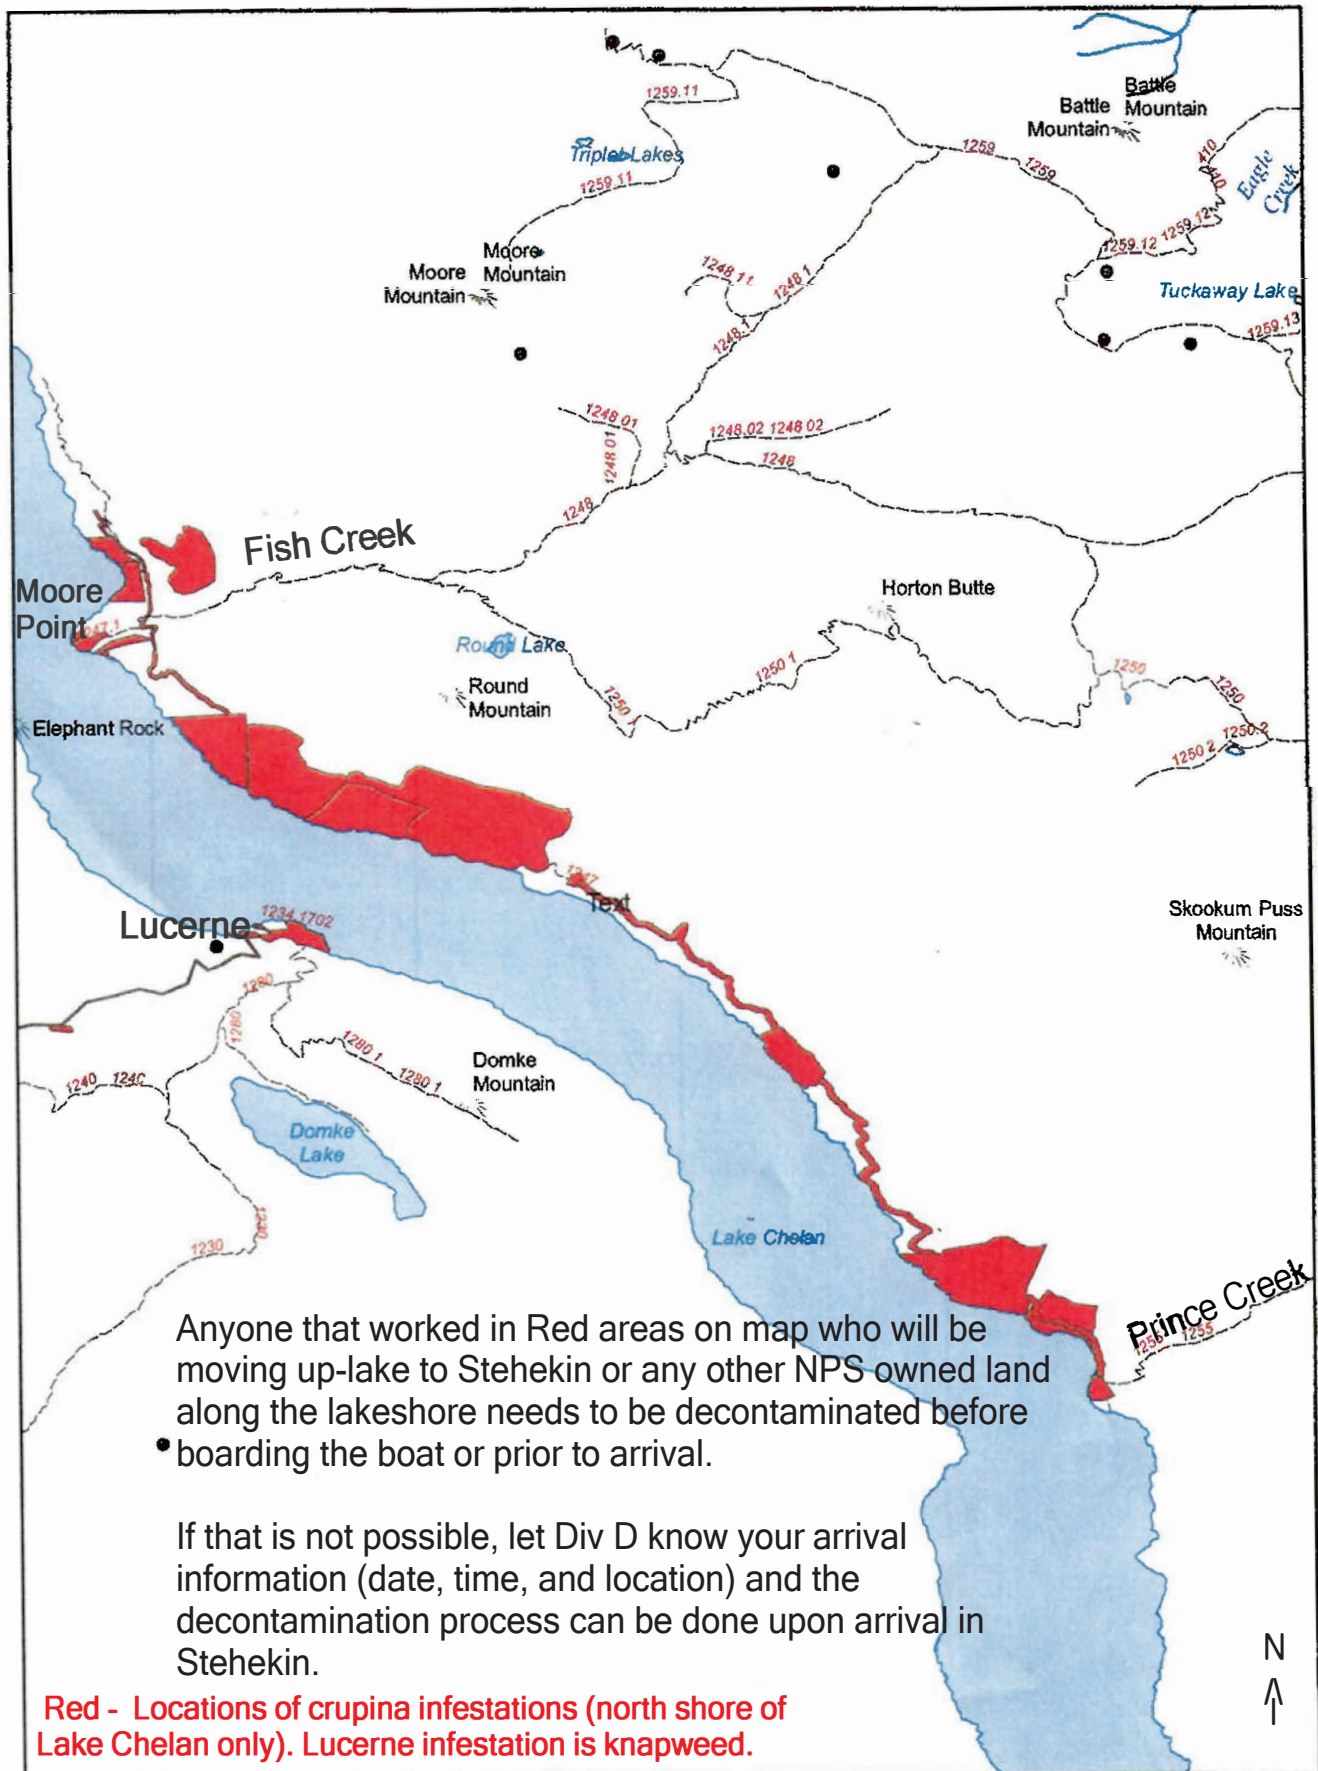 Battle
Mountain
Battle
Mountain
1259.11
Triplet Lakes
1259.11
1259
1259
410
410
Eagle
Creek
1259.12
1259.12
Moore
Mountain
Moore
Mountain
1248.11
1248.1
1248.1
Tuckaway Lake
1259.13
1248 01
1248 01
1248.02 1248 02
1248
1248
Fish Creek
Moore
Point
Horton Butte
Round Lake
Round
Mountain
1250 1
1250
1250
1250
1250 2
1250.2
Elephant Rock
1247
Text
Lucerne
1234.1702
Skookum Puss
Mountain
1280
1280
1280 1
1280 1
Domke
Mountain
1240
1240
Domke
Lake
1230
1230
Lake Chelan
Prince Creek
1255
1255
Anyone that worked in Red areas on map who will be
moving up-lake to Stehekin or any other NPS owned land
along the lakeshore needs to be decontaminated before
boarding the boat or prior to arrival.
If that is not possible, let Div D know your arrival
information (date, time, and location) and the
decontamination process can be done upon arrival in
Stehekin.
N
Red - Locations of crupina infestations (north shore of
Lake Chelan only). Lucerne infestation is knapweed.